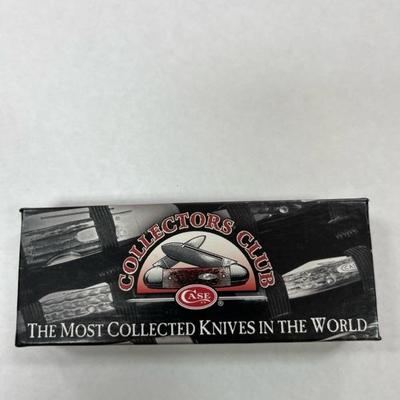 COLLECTORS CLUB
CASE
THE MOST COLLECTED KNIVES IN THE WORLD